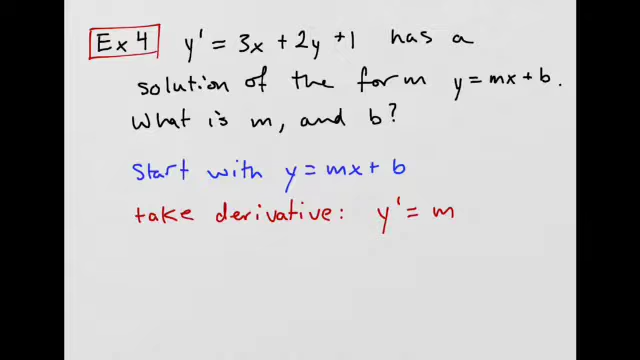 Ex 4 y' = 3x + 2y + 1 has a
solution of the form y = mx + b.
What is m, and b?
Start with y = mx + b
take derivative: y' = m